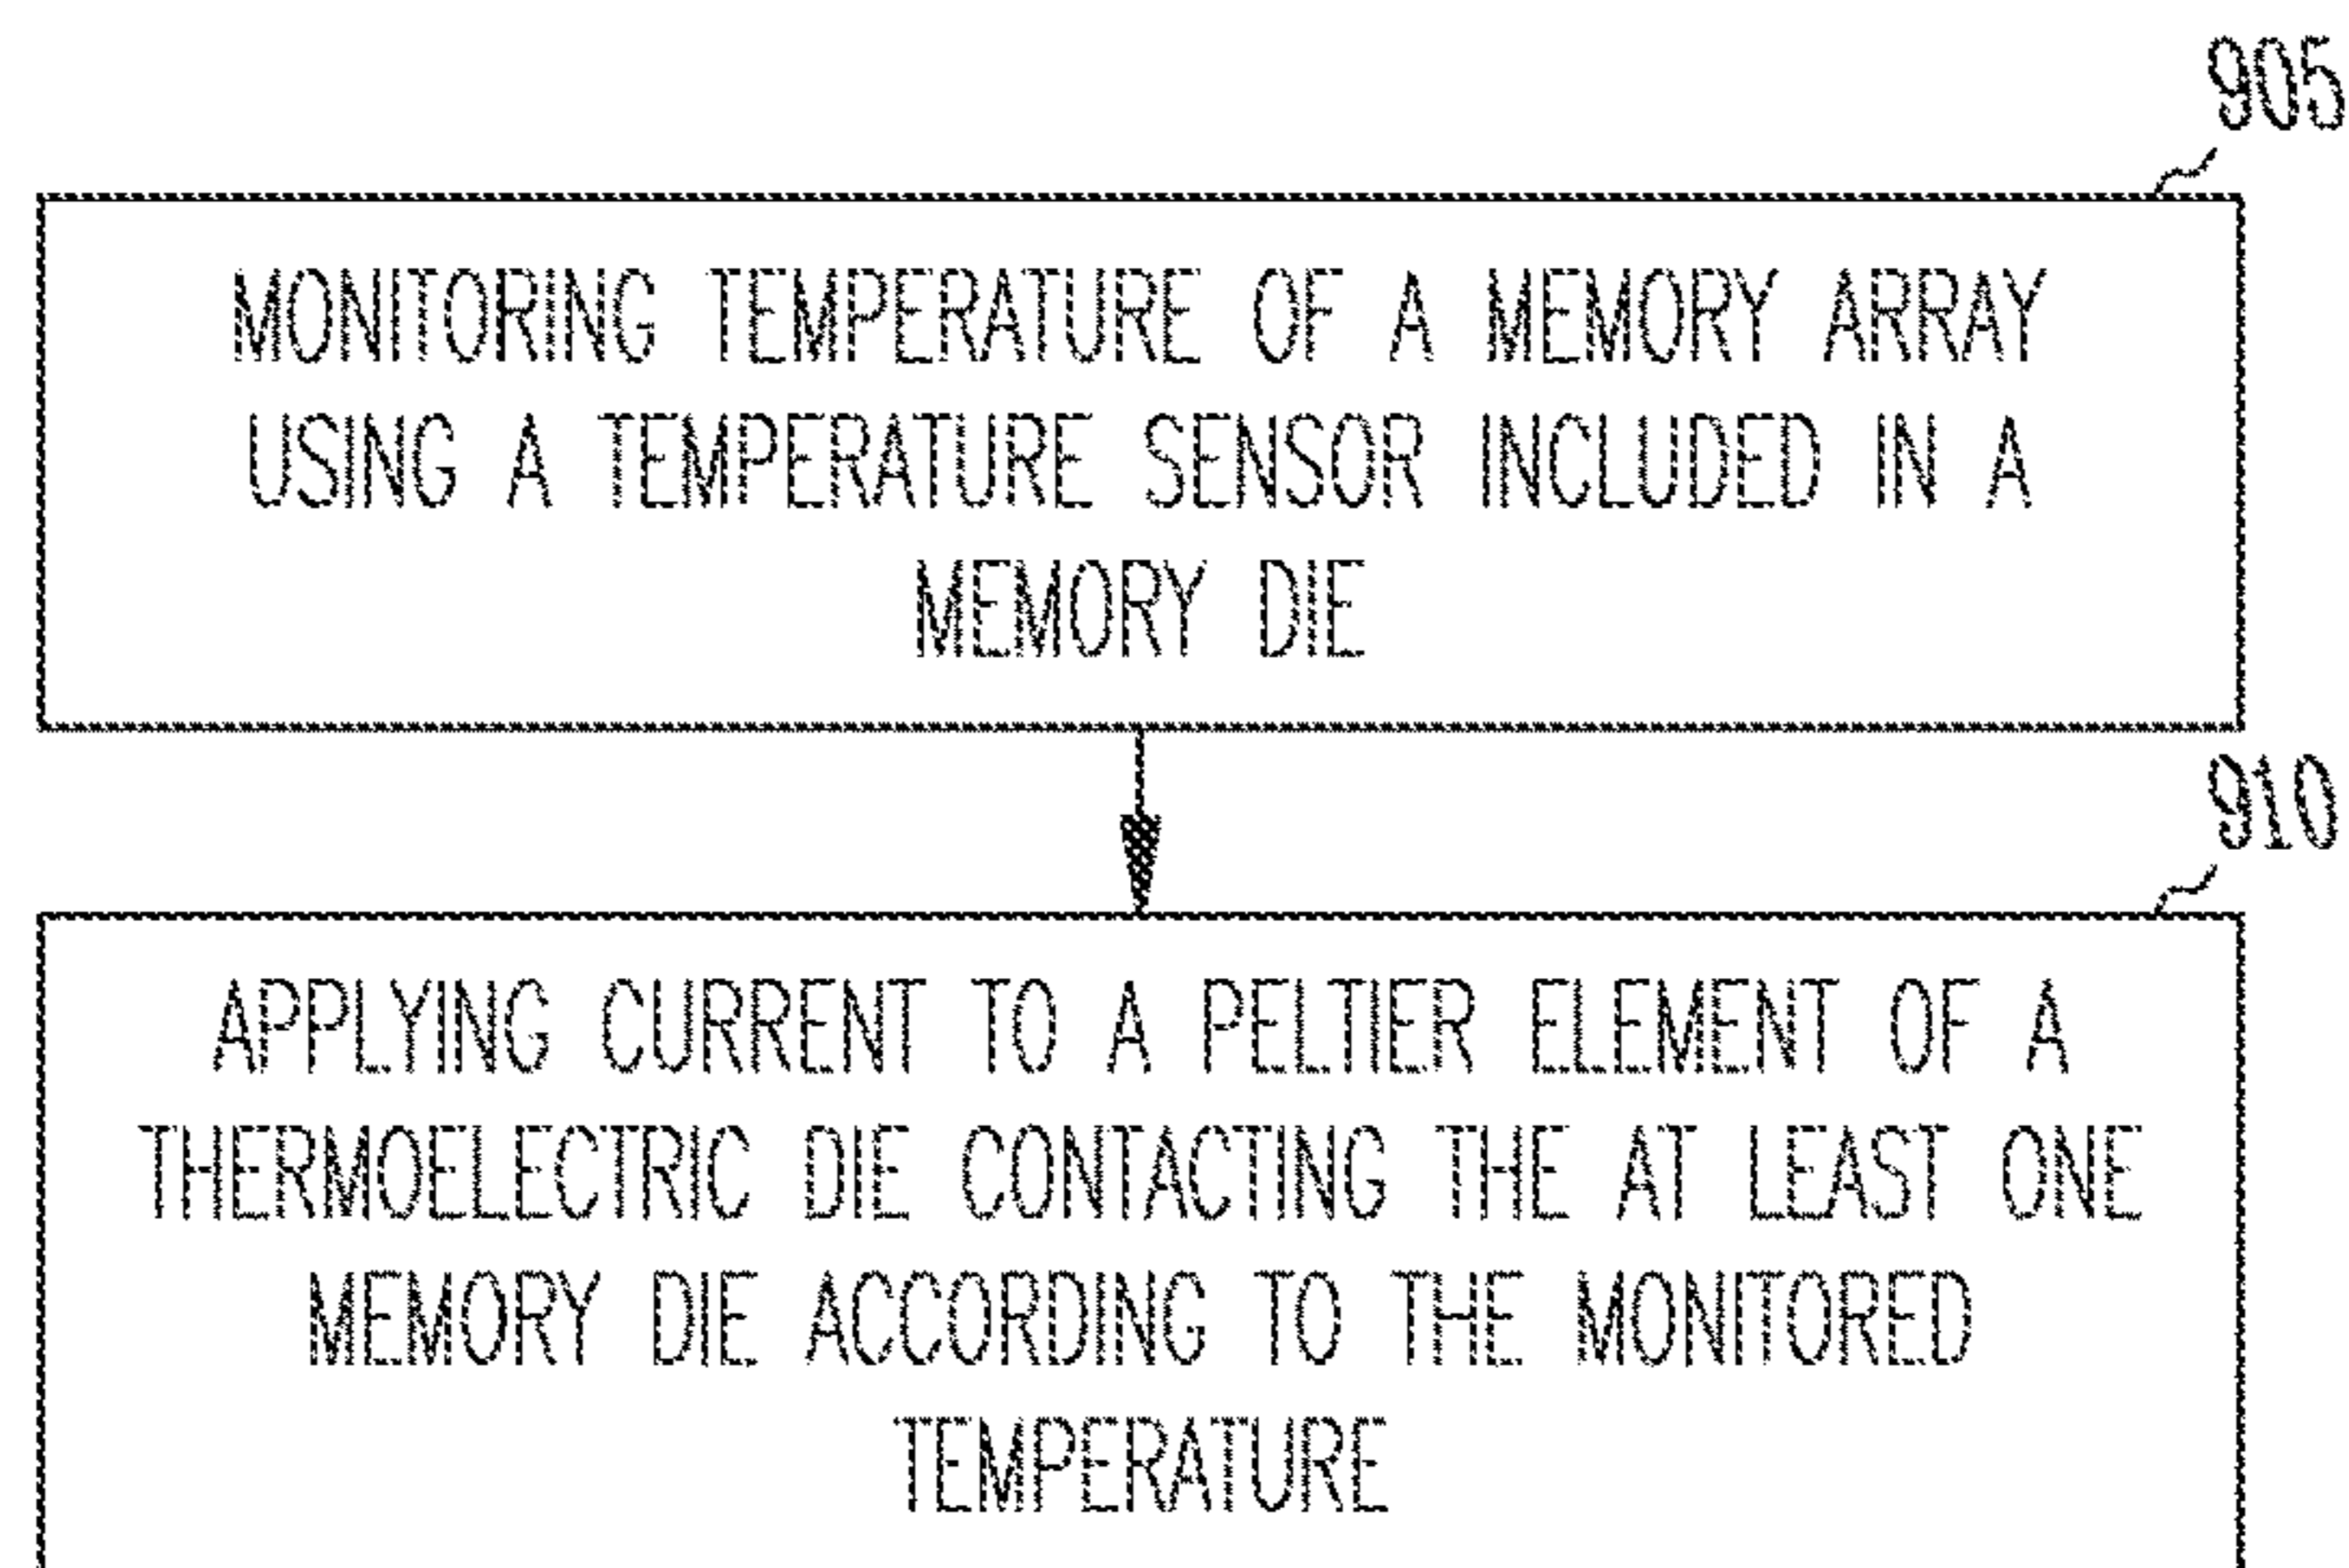 905
MONITORING TEMPERATURE OF A MEMORY ARRAY
USING A TEMPERATURE SENSOR INCLUDED IN A
MEMORY DIE
910
APPLYING CURRENT TO A PELTIER ELEMENT OF A
THERMOELECTRIC DIE CONTACTING THE AT LEAST ONE
MEMORY DIE ACCORDING TO THE MONITORED
TEMPERATURE